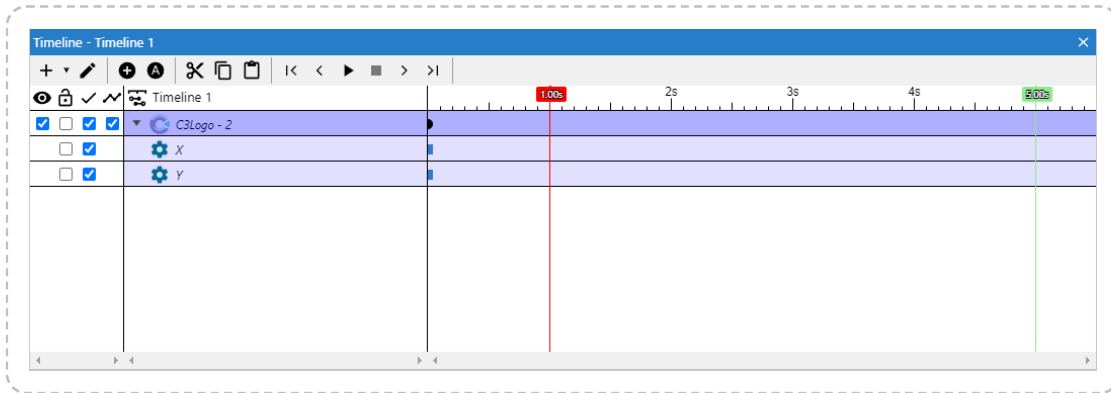 Timeline - Timeline 1
Timeline 1
1.00s 2s 3s 4s 5.00s
C3Logo - 2
X
Y